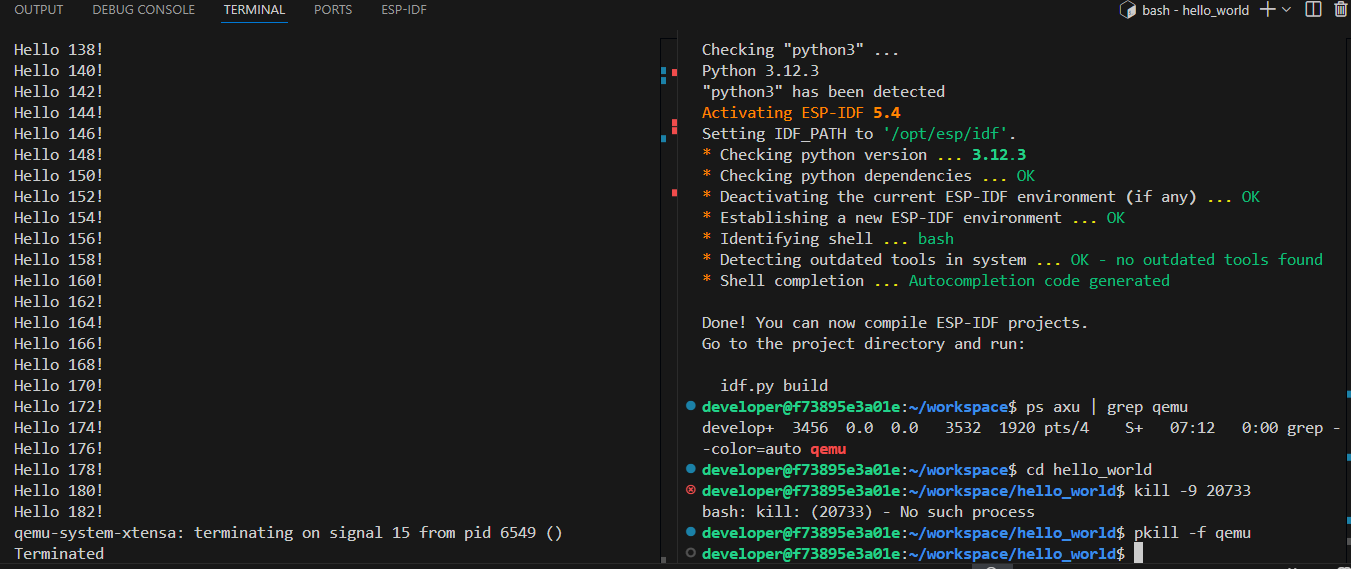 OUTPUT DEBUG CONSOLE TERMINAL PORTS ESP-IDF bash - hello_world
Hello 138!
Hello 140!
Hello 142!
Hello 144!
Hello 146!
Hello 148!
Hello 150!
Hello 152!
Hello 154!
Hello 156!
Hello 158!
Hello 160!
Hello 162!
Hello 164!
Hello 166!
Hello 168!
Hello 170!
Hello 172!
Hello 174!
Hello 176!
Hello 178!
Hello 180!
Hello 182!
qemu-system-xtensa: terminating on signal 15 from pid 6549 ()
Terminated
Checking "python3" ...
Python 3.12.3
"python3" has been detected
Activating ESP-IDF 5.4
Setting IDF_PATH to '/opt/esp/idf'.
* Checking python version ... 3.12.3
* Checking python dependencies ... OK
* Deactivating the current ESP-IDF environment (if any) ... OK
* Establishing a new ESP-IDF environment ... OK
* Identifying shell ... bash
* Detecting outdated tools in system ... OK - no outdated tools found
* Shell completion ... Autocompletion code generated
Done! You can now compile ESP-IDF projects.
Go to the project directory and run:
idf.py build
developer@f73895e3a01e:~/workspace$ ps axu | grep qemu
develop+  3456  0.0  0.0   3532  1920 pts/4    S+   07:12   0:00 grep -
-color=auto qemu
developer@f73895e3a01e:~/workspace$ cd hello_world
developer@f73895e3a01e:~/workspace/hello_world$ kill -9 20733
bash: kill: (20733) - No such process
developer@f73895e3a01e:~/workspace/hello_world$ pkill -f qemu
developer@f73895e3a01e:~/workspace/hello_world$